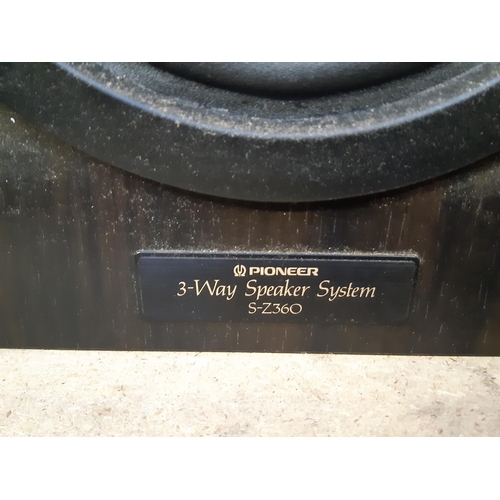 PIONEER
3-Way Speaker System
S-Z360